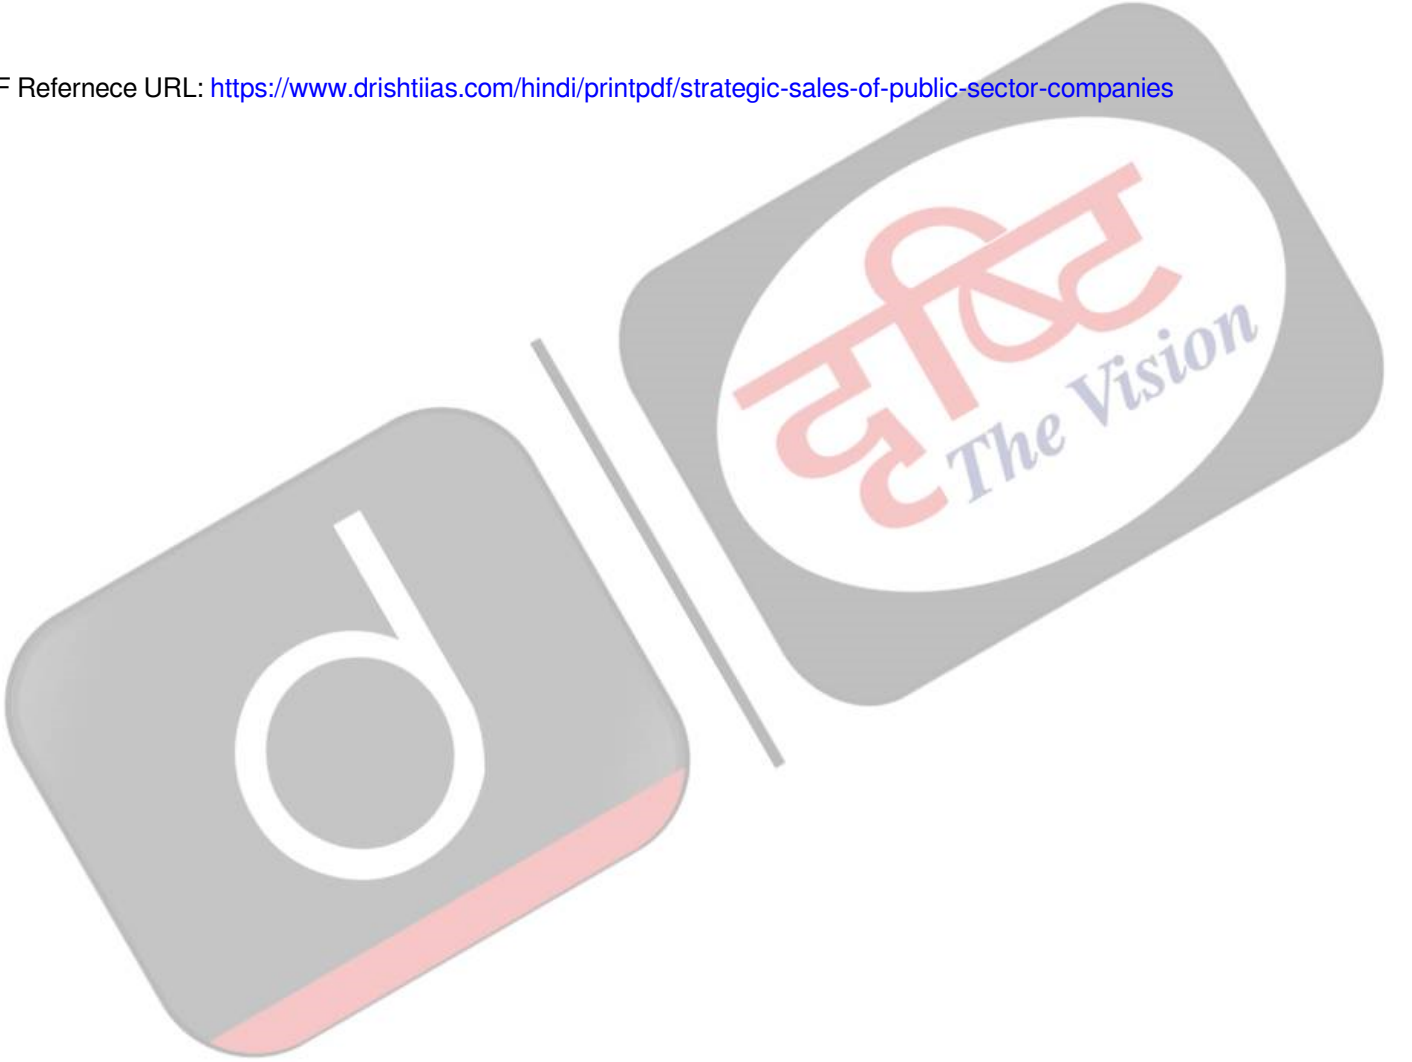 F Refernece URL: https://www.drishtiias.com/hindi/printpdf/strategic-sales-of-public-sector-companies
दृष्टि
The Vision
d